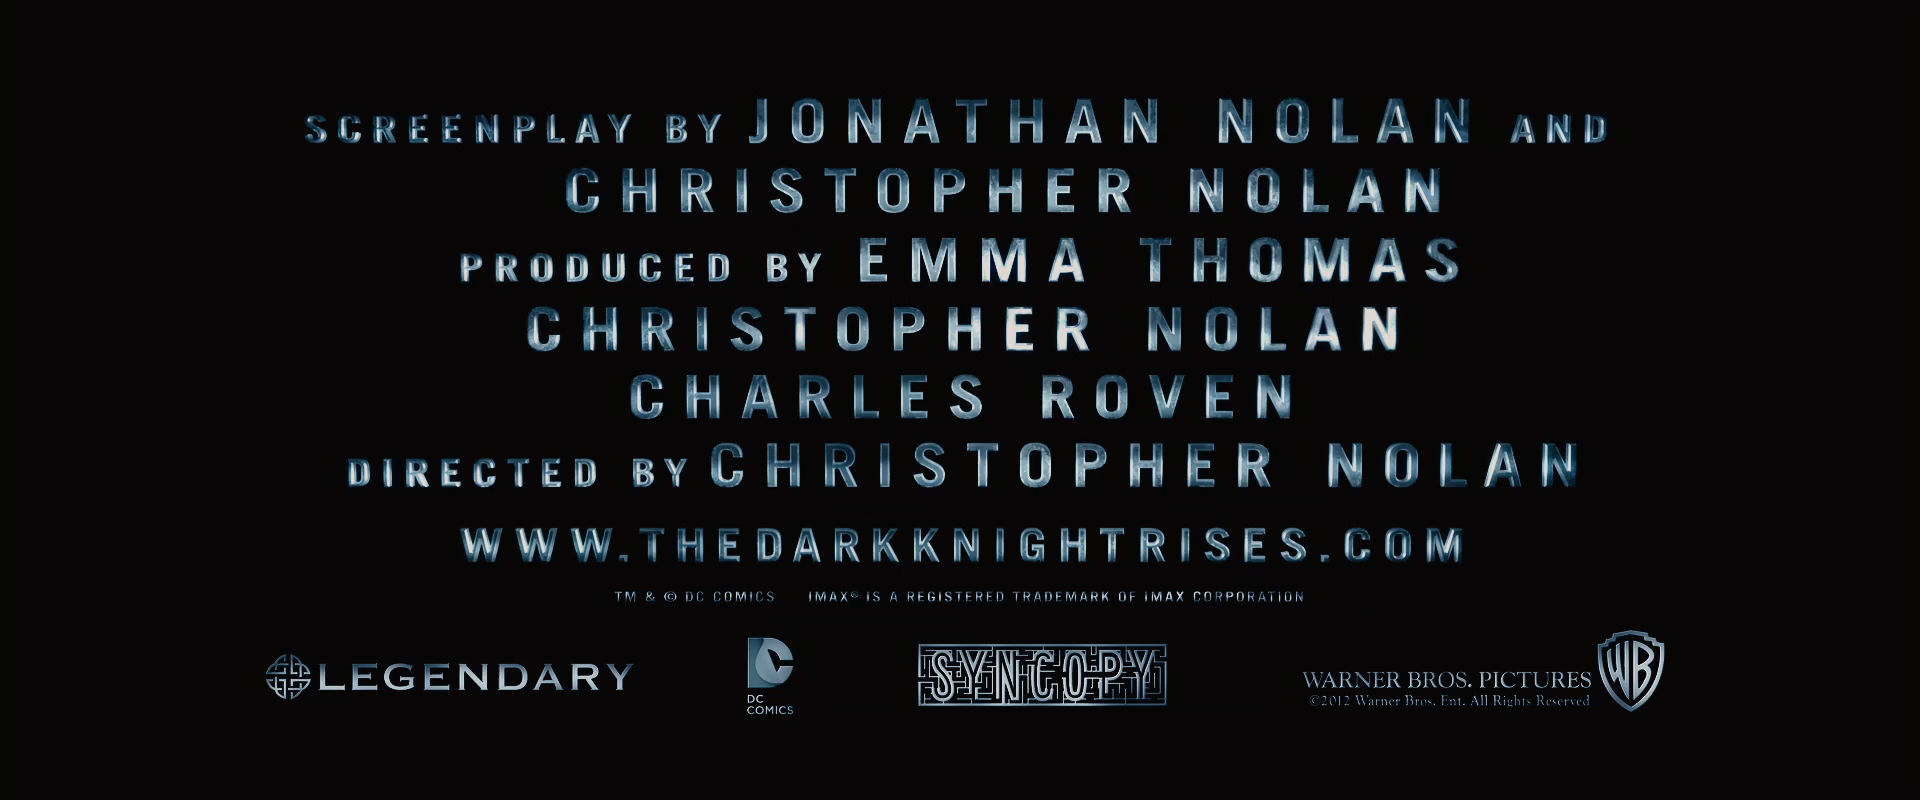 SCREENPLAY BY JONATHAN NOLAN AND
CHRISTOPHER NOLAN
PRODUCED BY EMMA THOMAS
CHRISTOPHER NOLAN
CHARLES ROVEN
DIRECTED BY CHRISTOPHER NOLAN
WWW.THEDARKKNIGHTRISES.COM
TM & © DC COMICS IMAX® IS A REGISTERED TRADEMARK OF IMAX CORPORATION
LEGENDARY
DC
COMICS
SYNCOPY
WARNER BROS. PICTURES
©2012 Warner Bros. Ent. All Rights Reserved
WB